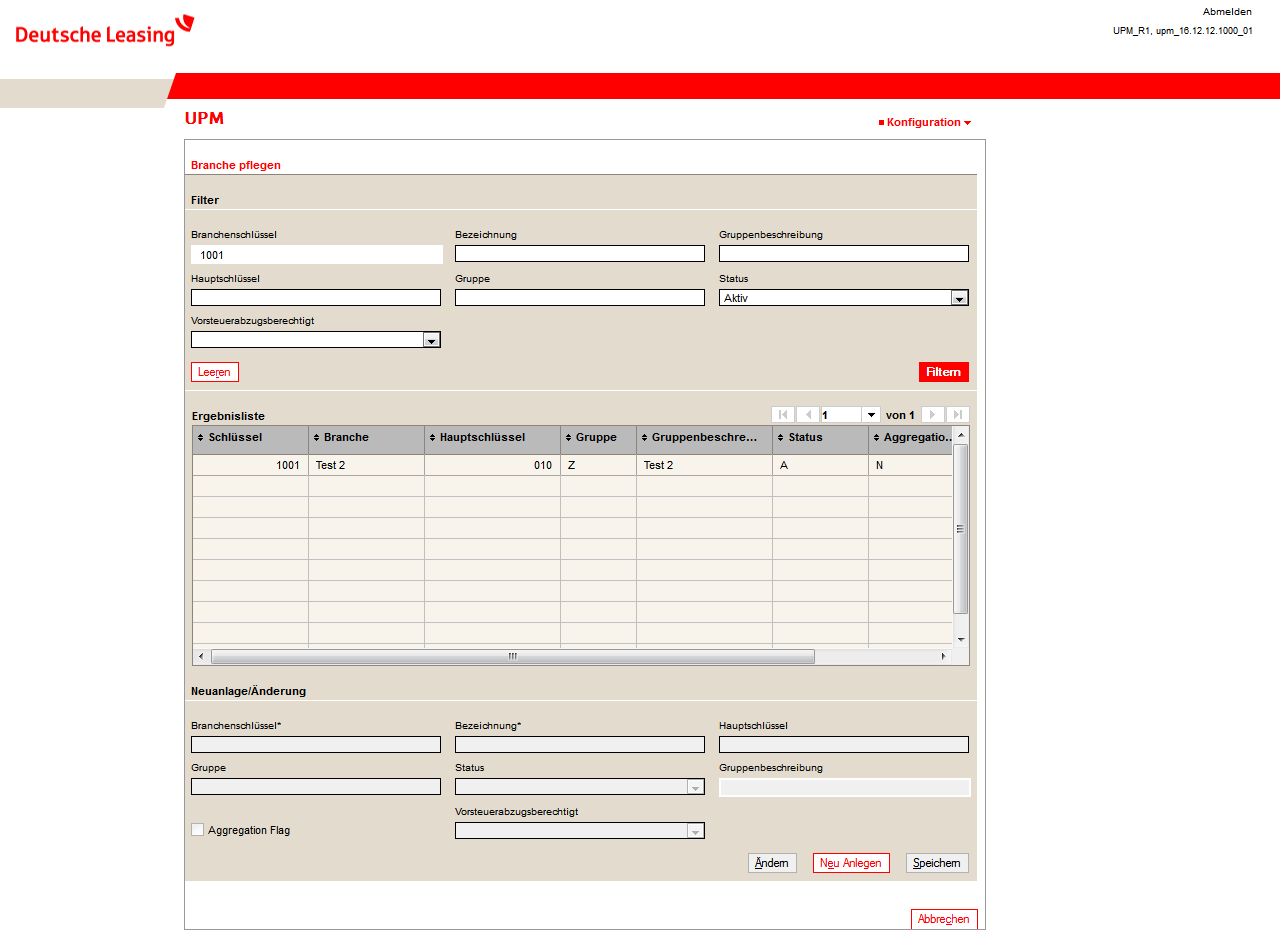 Abmelden
Deutsche Leasing
UPM_R1, upm_16.12.12.1000_01
UPM
Konfiguration
Branche pflegen
Filter
Branchenschlüssel Bezeichnung Gruppenbeschreibung
1001
Hauptschlüssel Gruppe Status
Aktiv
Vorsteuerabzugsberechtigt
Leeren Filtern
Ergebnisliste 1 von 1
Schlüssel Branche Hauptschlüssel Gruppe Gruppenbeschre... Status Aggregatio..
1001 Test 2 010 Z Test 2 A N
Neuanlage/Änderung
Branchenschlüssel* Bezeichnung* Hauptschlüssel
Gruppe Status Gruppenbeschreibung
Vorsteuerabzugsberechtigt
Aggregation Flag
Ändern Neu Anlegen Speichern
Abbrechen